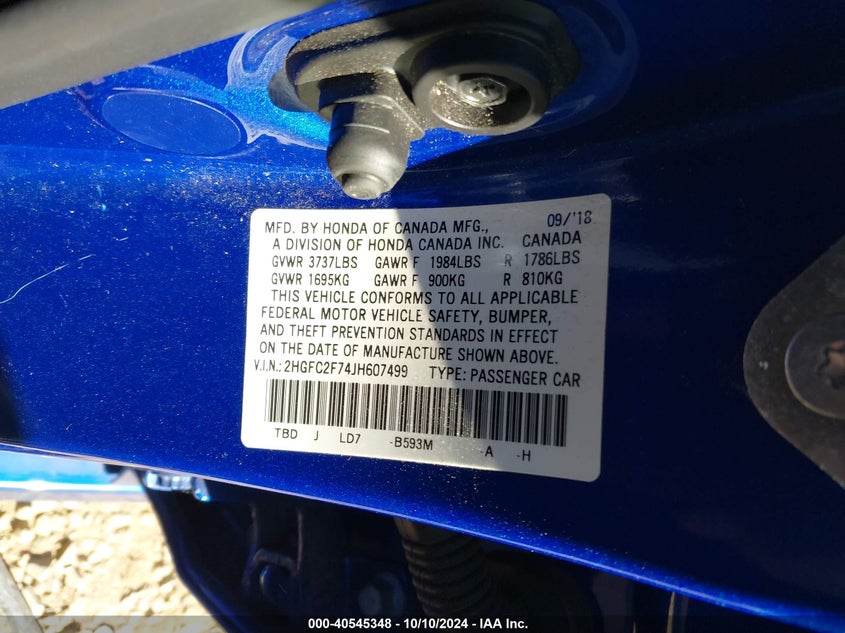 MFD. BY HONDA OF CANADA MFG., 09/'18
A DIVISION OF HONDA CANADA INC. CANADA
GVWR 3737LBS GAWR F 1984LBS R 1786LBS
GVWR 1695KG GAWR F 900KG R 810KG
THIS VEHICLE CONFORMS TO ALL APPLICABLE
FEDERAL MOTOR VEHICLE SAFETY, BUMPER,
AND THEFT PREVENTION STANDARDS IN EFFECT
ON THE DATE OF MANUFACTURE SHOWN ABOVE.
V.I.N.: 2HGFC2F74JH607499 TYPE: PASSENGER CAR
TBD J LD7 -B593M -A -H
000-40545348 - 10/10/2024 - IAA Inc.